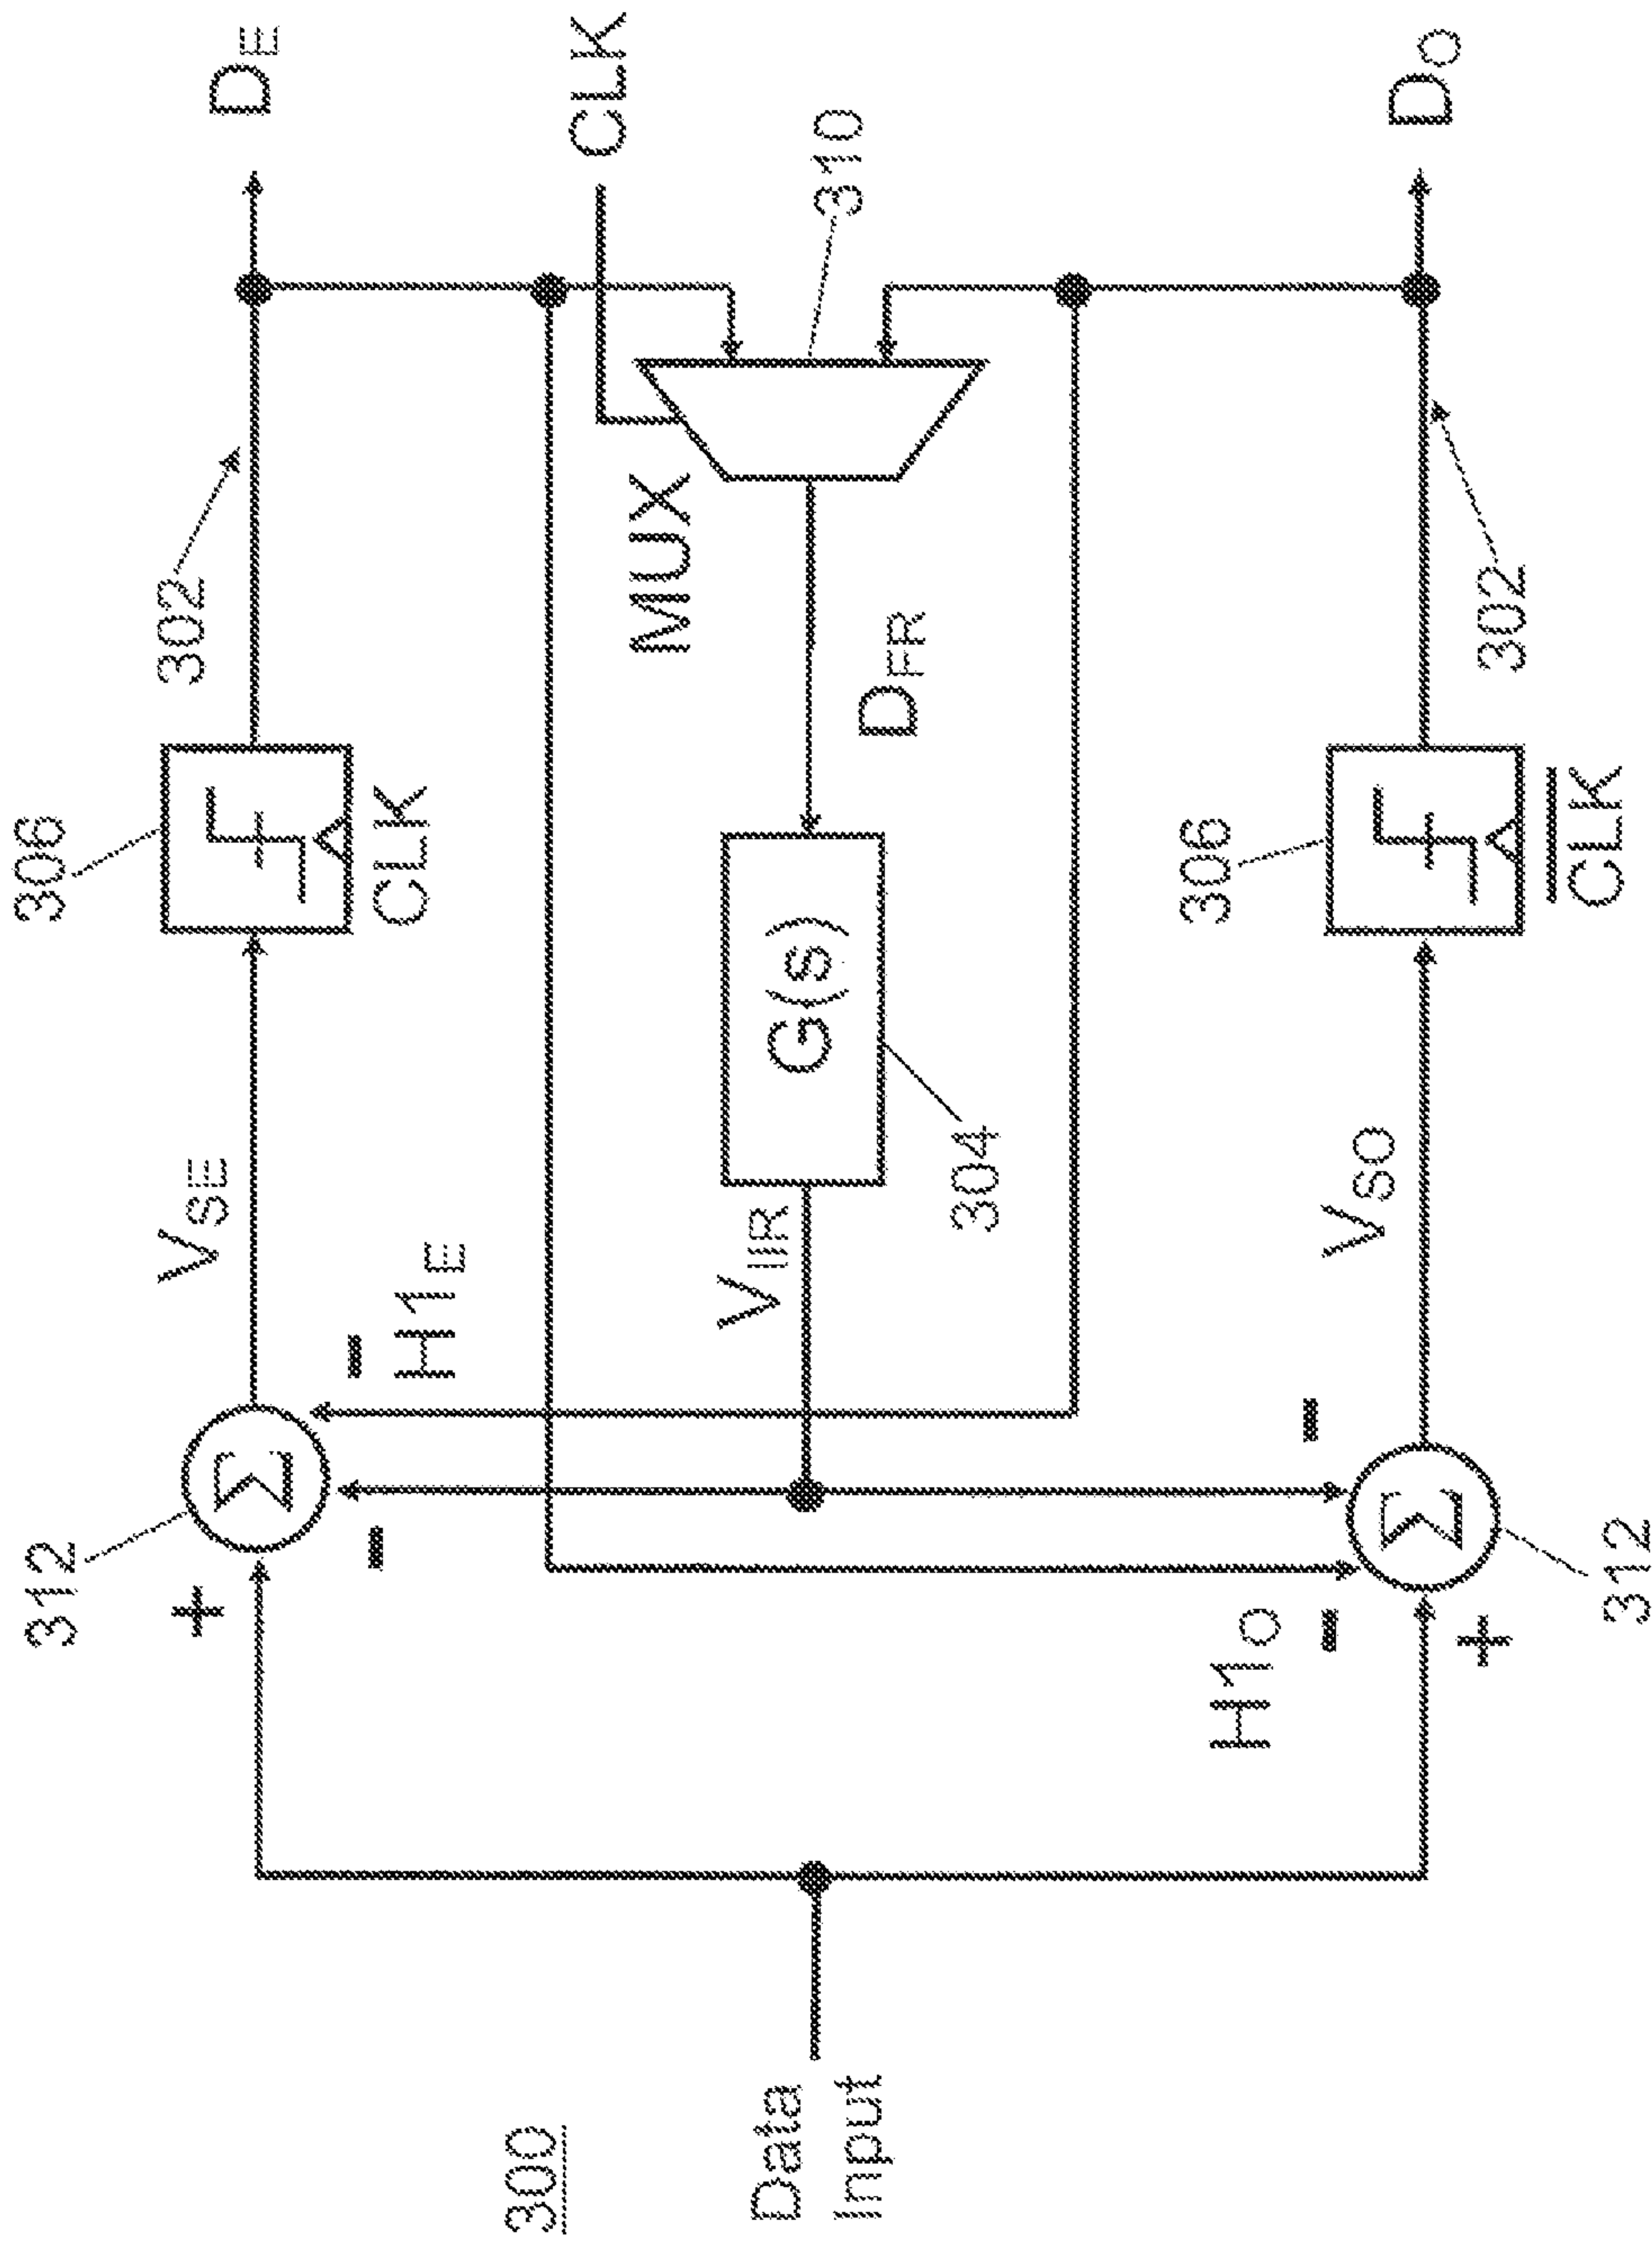 300
Data
Input
312
+
-
-
H1E
VSE
306
CLK
302
DE
CLK
MUX
310
DFR
G(s)
304
VIIR
H1O
-
-
+
312
VSO
306
CLK
302
DO
Σ
Σ